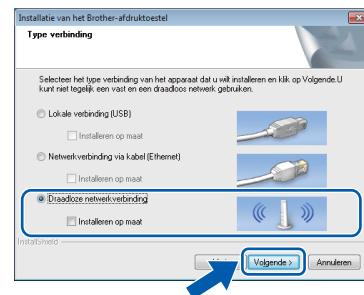 Installatie van het Brother-afdruktoestel
Type verbinding
Selecteer het type verbinding van het apparaat dat u wilt installeren en klik op Volgende.U
kunt niet tegelijk een vast en een draadloos netwerk gebruiken.
Lokale verbinding (USB)
Installeren op maat
Netwerkverbinding via kabel (Ethernet)
Installeren op maat
Draadloze netwerkverbinding
Installeren op maat
InstallShield
Volgende >
Annuleren